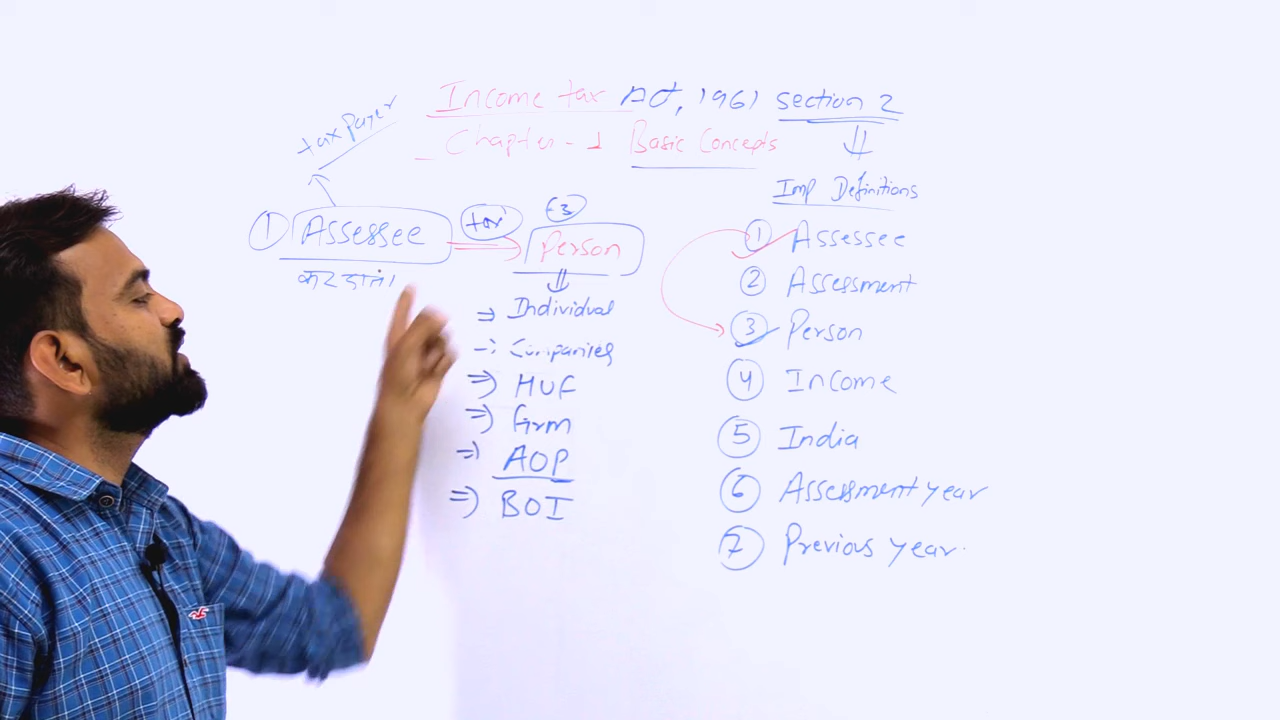 Income tax Act, 1961 section 2
Chapter - 1 Basic Concepts
tax payer
Imp Definitions
① Assessee
करदाता
tax
③
Person
⇒ Individual
→ Companies
⇒ HUF
⇒ firm
⇒ AOP
⇒ BOI
① Assessee
② Assessment
③ Person
④ Income
⑤ India
⑥ Assessment year
⑦ Previous year.